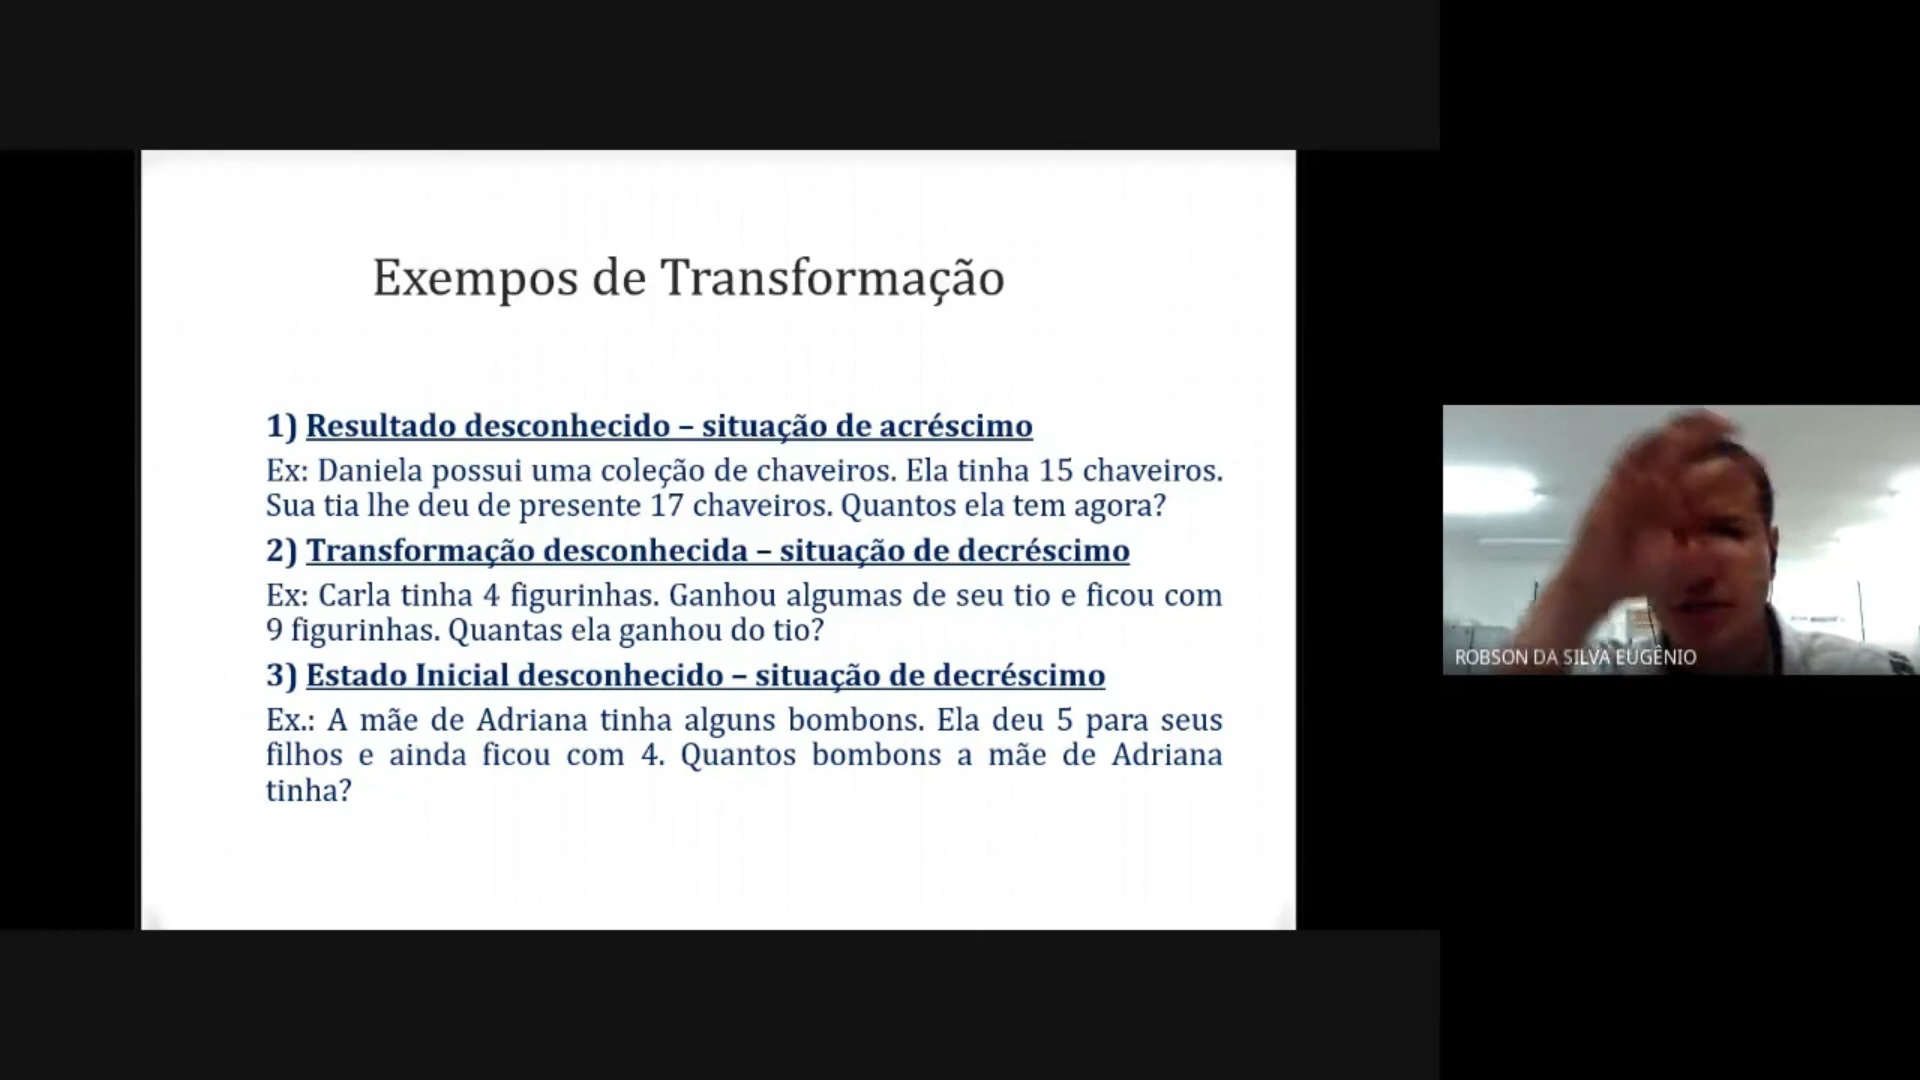 Exempos de Transformação
1) Resultado desconhecido – situação de acréscimo
Ex: Daniela possui uma coleção de chaveiros. Ela tinha 15 chaveiros.
Sua tia lhe deu de presente 17 chaveiros. Quantos ela tem agora?
2) Transformação desconhecida – situação de decréscimo
Ex: Carla tinha 4 figurinhas. Ganhou algumas de seu tio e ficou com
9 figurinhas. Quantas ela ganhou do tio?
3) Estado Inicial desconhecido – situação de decréscimo
Ex.: A mãe de Adriana tinha alguns bombons. Ela deu 5 para seus
filhos e ainda ficou com 4. Quantos bombons a mãe de Adriana
tinha?
ROBSON DA SILVA EUGÊNIO